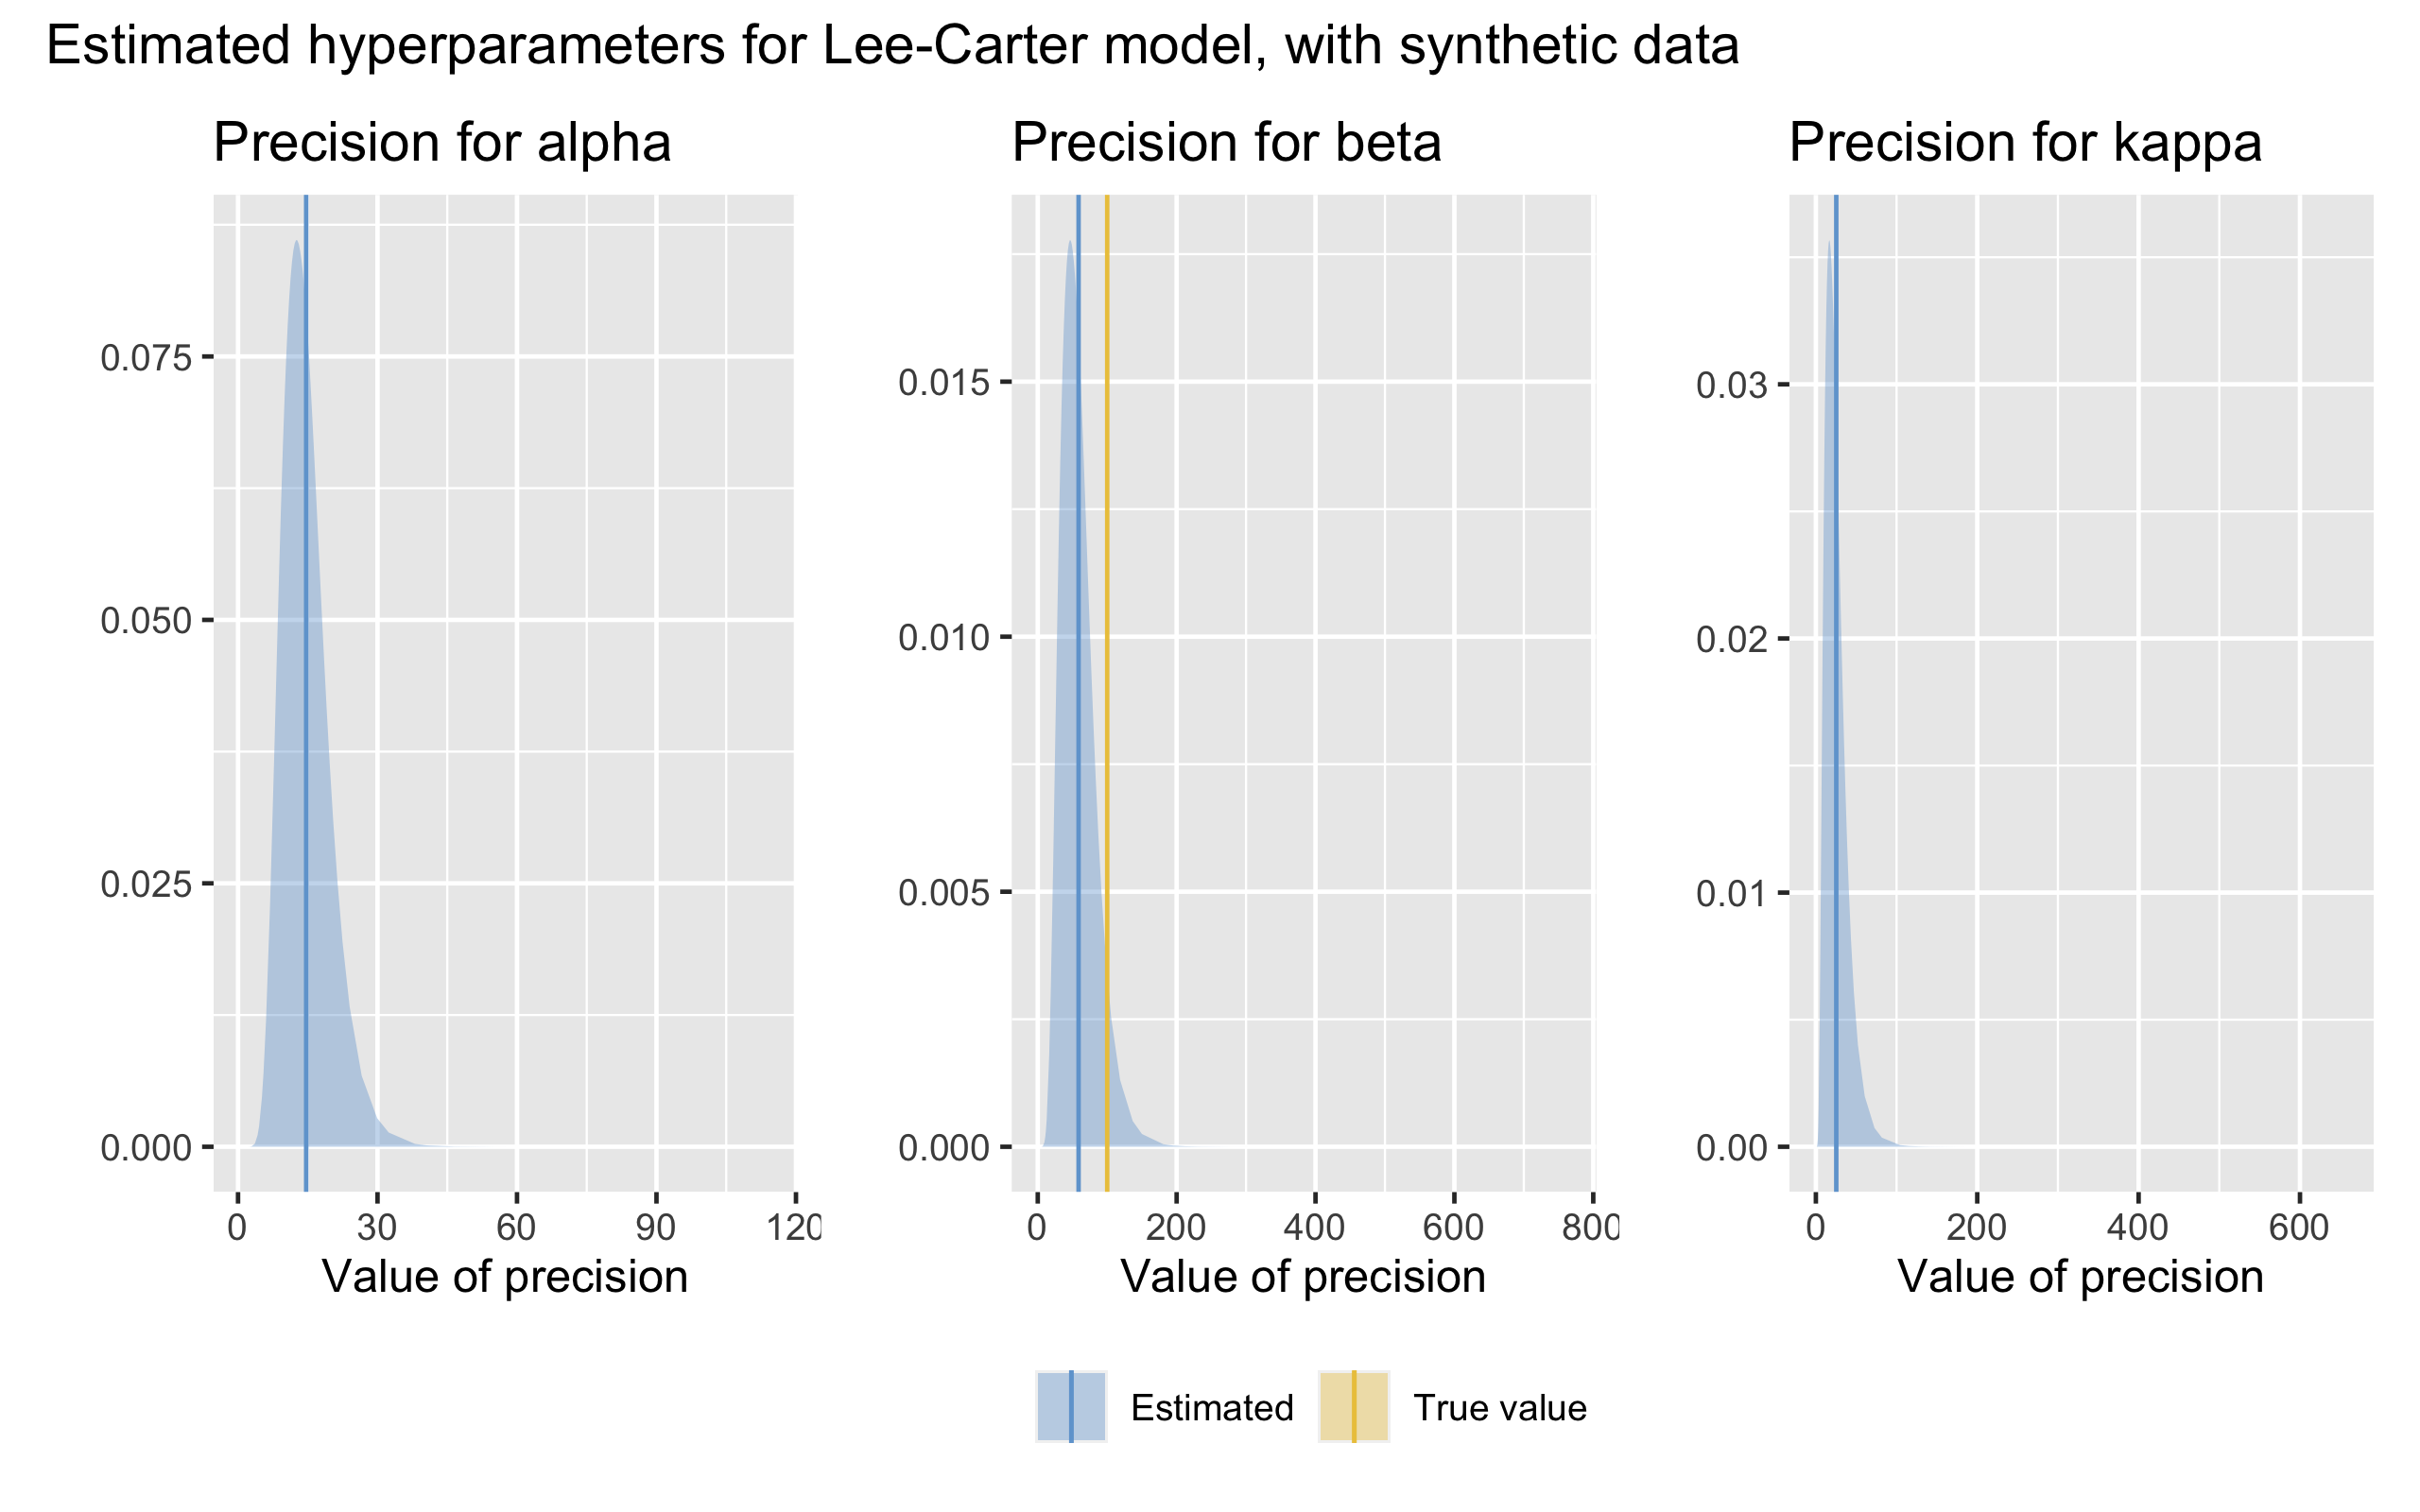 Estimated hyperparameters for Lee-Carter model, with synthetic data
Precision for alpha
0.075
0.050
0.025
0.000
0 30 60 90 120
Value of precision
Precision for beta
0.015
0.010
0.005
0.000
0 200 400 600 800
Value of precision
Precision for kappa
0.03
0.02
0.01
0.00
0 200 400 600
Value of precision
Estimated True value